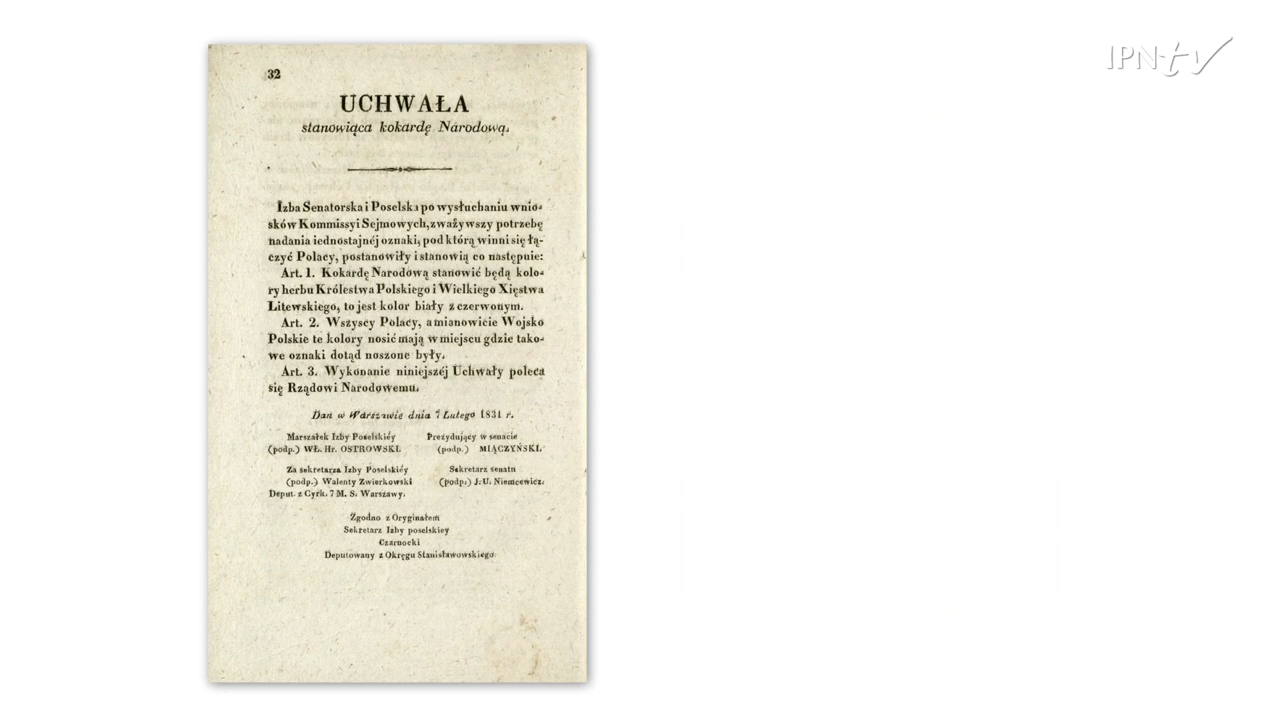 IPNtv
32
UCHWAŁA
stanowiąca kokardę Narodową.
Izba Senatorska i Poselska po wysłuchaniu wnio-
sków Kommissyi Sejmowych, zważywszy potrzebę
nadania iednostajnéj oznaki, pod którą winni się łą-
czyć Polacy, postanowiły i stanowią co następuie:
Art. 1. Kokardę Narodową stanowić będą kolo-
ry herbu Królestwa Polskiego i Wielkiego Xięstwa
Litewskiego, to jest kolor biały z czerwonym.
Art. 2. Wszyscy Polacy, a mianowicie Wojsko
Polskie te kolory nosić mają w miejscu gdzie tako-
we oznaki dotąd noszone były.
Art. 3. Wykonanie niniejszéj Uchwały poleca
się Rządowi Narodowemu.
Dan w Warszawie dnia 7 Lutego 1831 r.
Marszałek Izby Poselskiéy
(podp.) WŁ. Hr. OSTROWSKI.
Prezydujący w senacie
(podp.) MIĄCZYŃSKI.
Za sekretarza Izby Poselskiéy
(podp.) Walenty Zwierkowski
Deput. z Cyrk. 7 M. S. Warszawy.
Sekretarz senatu
(podp.) J. U. Niemcewicz.
Zgodno z Oryginałem
Sekretarz Izby poselskiey
Czarnocki
Deputowany z Okręgu Stanisławowskiego.